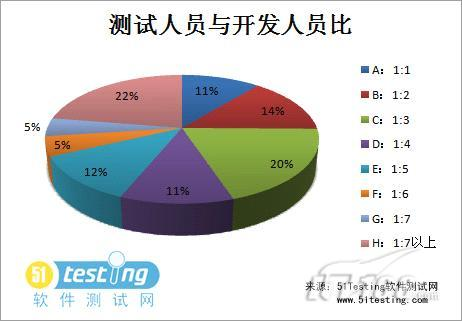 测试人员与开发人员比
11%
14%
20%
11%
12%
5%
5%
22%
A: 1:1
B: 1:2
C: 1:3
D: 1:4
E: 1:5
F: 1:6
G: 1:7
H: 1:7以上
51testing
软件测试网
来源：51Testing软件测试网
www.51testing.com